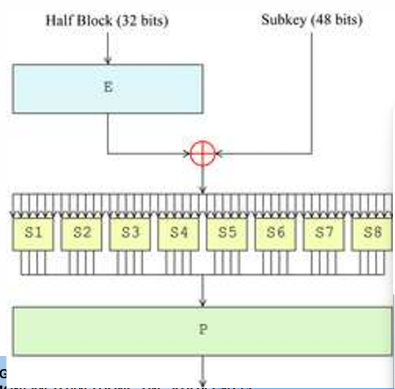 Half Block (32 bits)
Subkey (48 bits)
E
S1
S2
S3
S4
S5
S6
S7
S8
P
G